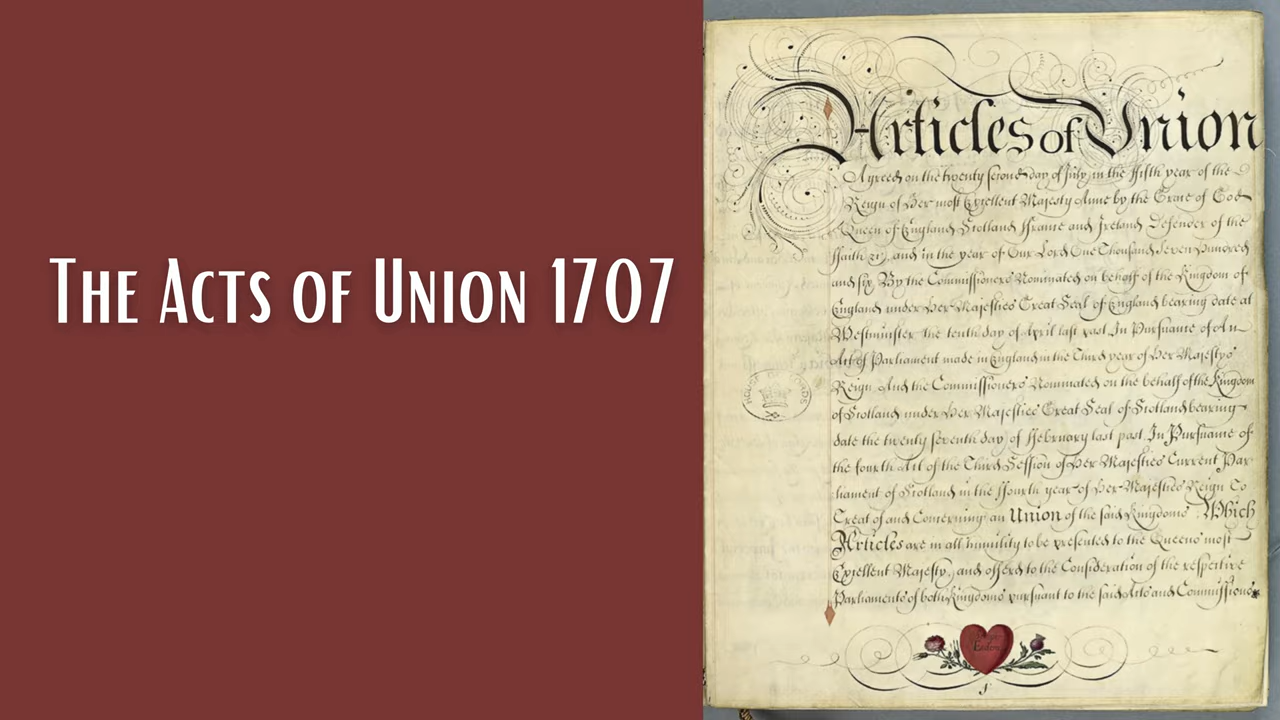 THE ACTS OF UNION 1707
Articles of Union
Agreed on the twenty second day of July, in the ffifth year of the
Reign of Her most Excellent Majesty Anne by the Grace of God
Queen of England Scotland ffrance and Ireland Defender of the
ffaith &c, and in the year of Our Lord One Thousand Seven Hundred
and six, By the Commissioners Nominated on behalf of the Kingdom of
England under Her Majesties Great Seal of England bearing date at
Westminster the tenth day of April last past In Pursuance of An
Act of Parliament made in England in the Third year of Her Majestys
Reign And the Commissioners Nominated on the behalf of the Kingdom
of Scotland under Her Majesties Great Seal of Scotland bearing
date the twenty seventh day of ffebruary last past In Pursuance of
the fourth Act of the Third Session of Her Majesties Current Par
liament of Scotland in the ffourth year of Her Majesties Reign To
Treat of and Concerning an Union of the said Kingdoms Which
Articles are in all humility to be presented to the Queens most
Excellent Majesty, and offered to the Consideration of the respective
Parliaments of both Kingdoms pursuant to the said Acts and Commissions
HOUSE OF LORDS